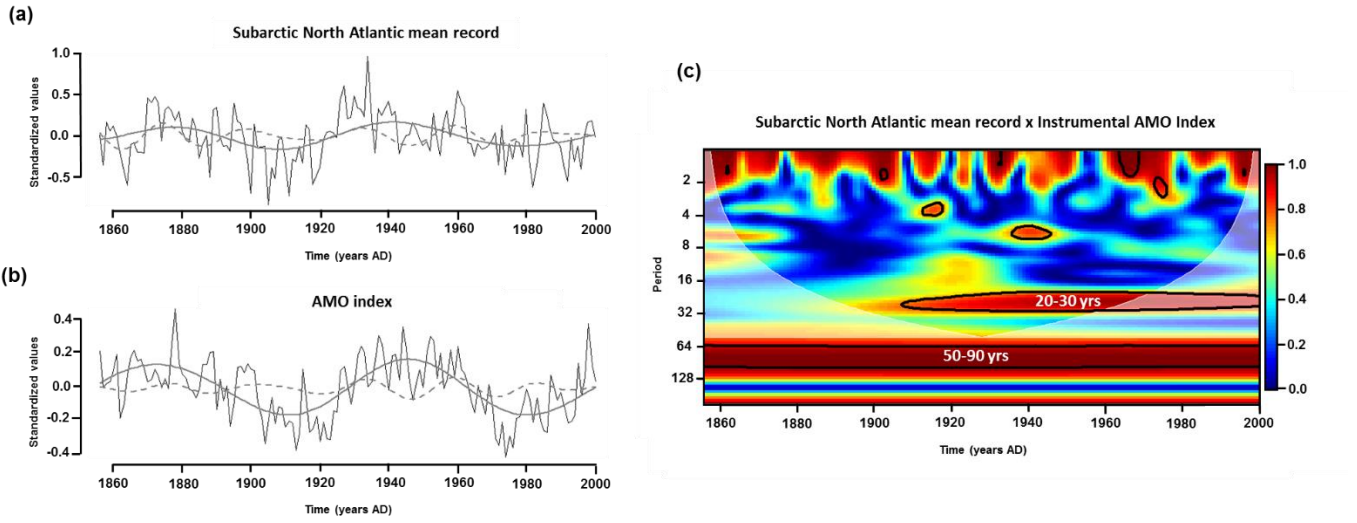 (a)
Subarctic North Atlantic mean record
Standardized values
1.0
0.5
0.0
-0.5
1860 1880 1900 1920 1940 1960 1980 2000
Time (years AD)
(b)
AMO index
Standardized values
0.4
0.2
0.0
-0.2
-0.4
1860 1880 1900 1920 1940 1960 1980 2000
Time (years AD)
(c)
Subarctic North Atlantic mean record x Instrumental AMO Index
Period
2
4
8
16
32
64
128
20-30 yrs
50-90 yrs
1860 1880 1900 1920 1940 1960 1980 2000
Time (years AD)
1.0
0.8
0.6
0.4
0.2
0.0